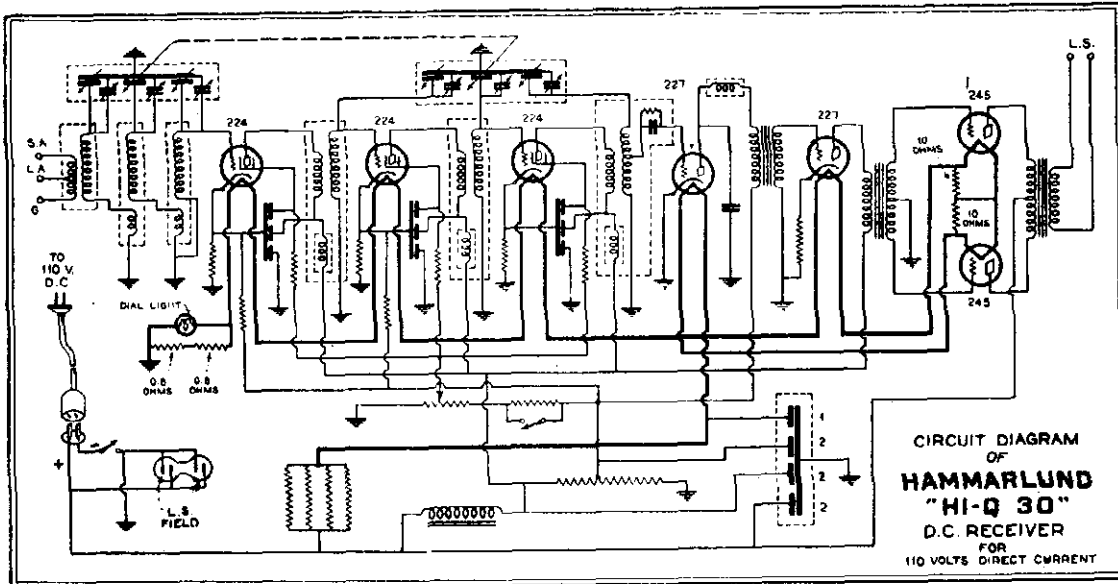 L.S.
245
227
227
224
224
224
10
OHMS
10
OHMS
245
S.A
L.A
G
TO
110 V.
D.C
DIAL LIGHT
0.8
OHMS
0.8
OHMS
-
+
L.S.
FIELD
1
2
2
2
CIRCUIT DIAGRAM
OF
HAMMARLUND
"HI-Q 30"
D.C. RECEIVER
FOR
110 VOLTS DIRECT CURRENT